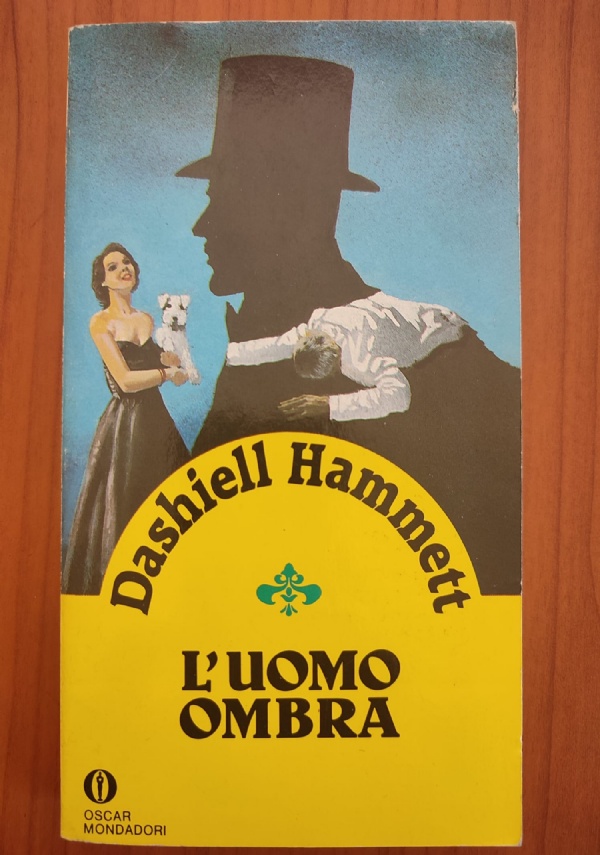 Dashiell Hammett
L'UOMO
OMBRA
OSCAR
MONDADORI